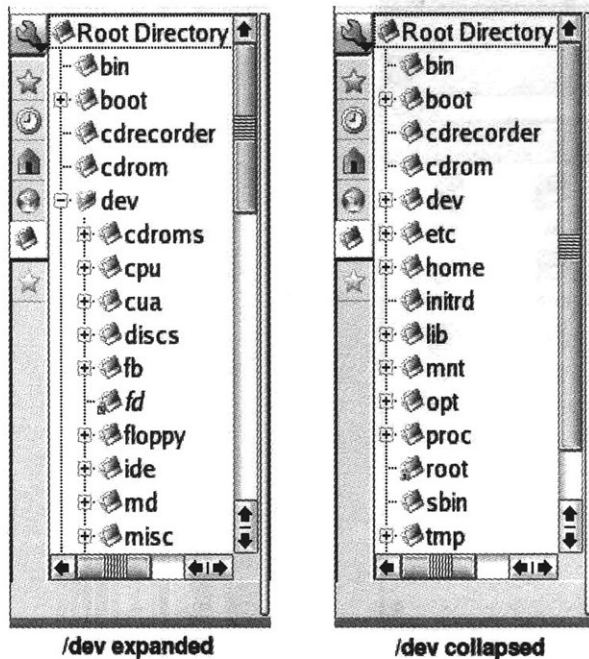 Root Directory
bin
boot
cdrecorder
cdrom
dev
cdroms
cpu
cua
discs
fb
fd
floppy
ide
md
misc
/dev expanded
Root Directory
bin
boot
cdrecorder
cdrom
dev
etc
home
initrd
lib
mnt
opt
proc
root
sbin
tmp
/dev collapsed